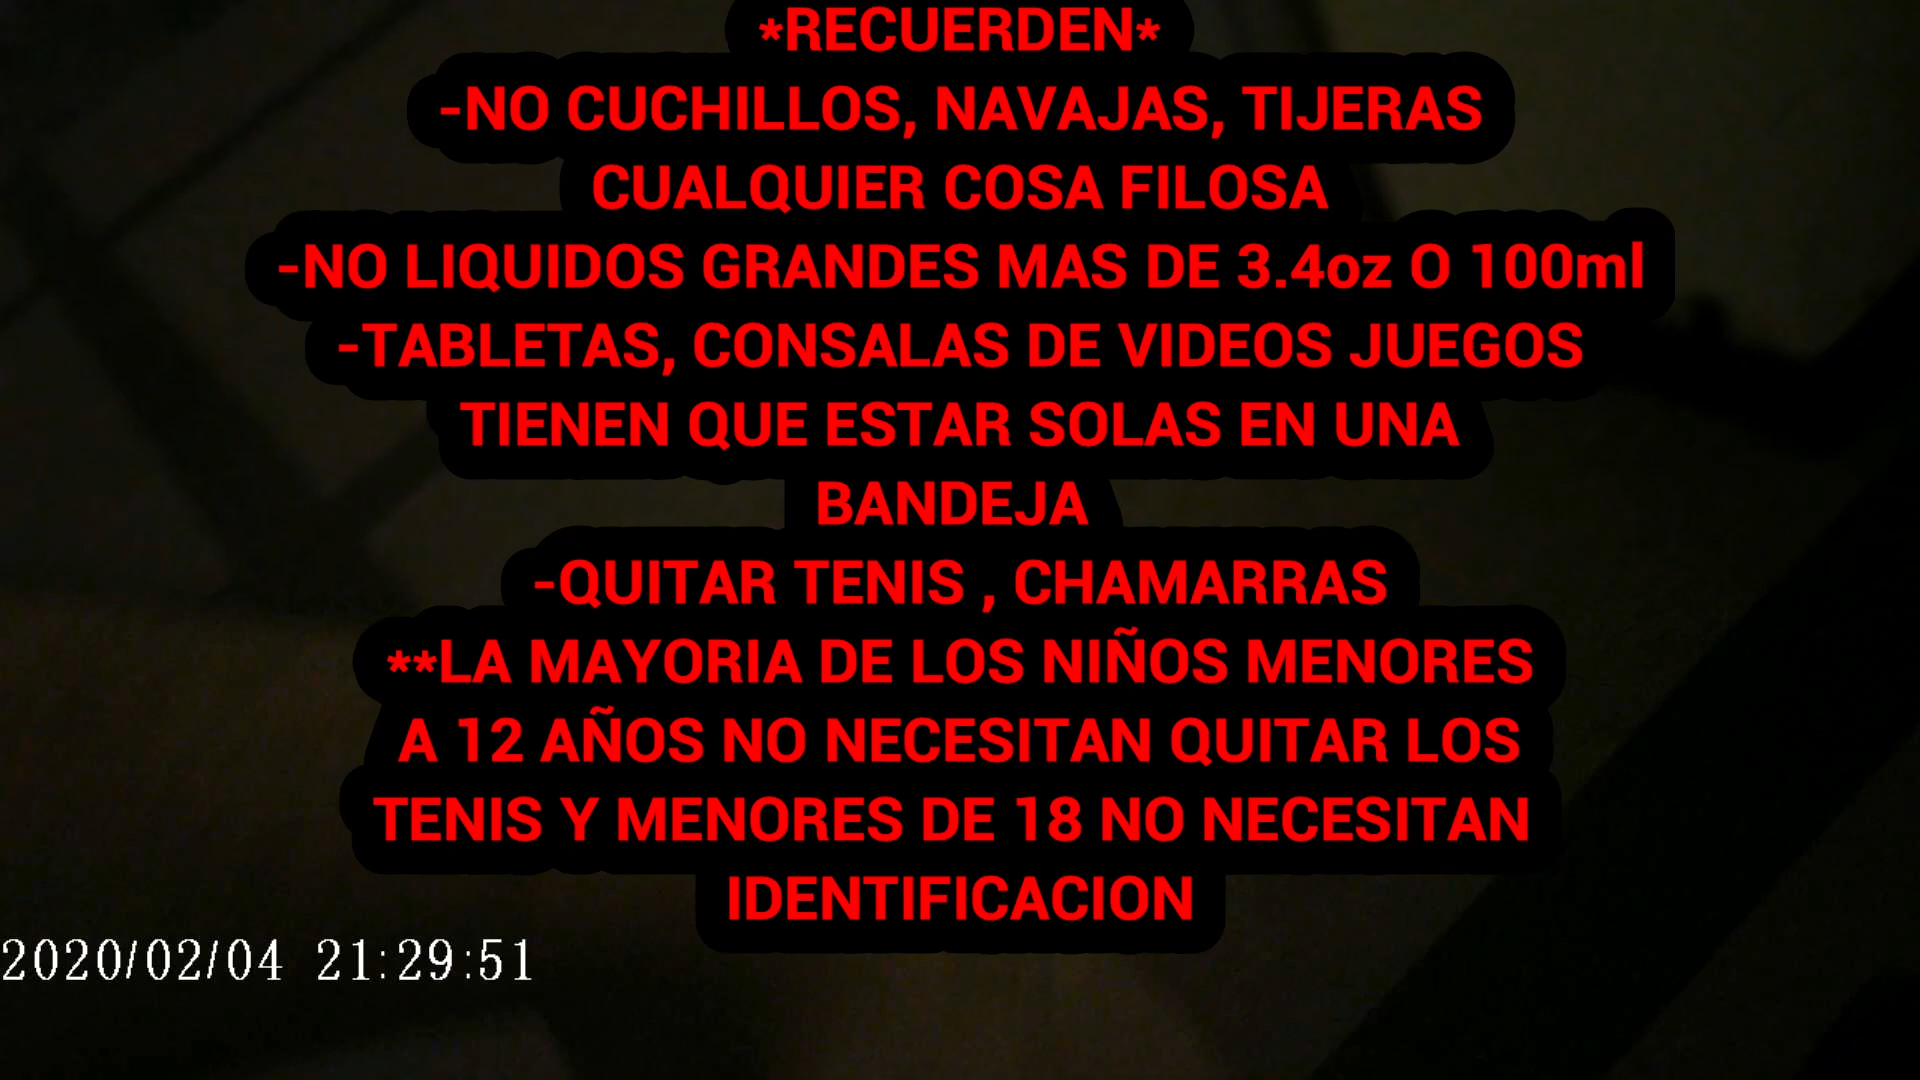 *RECUERDEN*
-NO CUCHILLOS, NAVAJAS, TIJERAS
CUALQUIER COSA FILOSA
-NO LIQUIDOS GRANDES MAS DE 3.4oz O 100ml
-TABLETAS, CONSALAS DE VIDEOS JUEGOS
TIENEN QUE ESTAR SOLAS EN UNA
BANDEJA
-QUITAR TENIS , CHAMARRAS
**LA MAYORIA DE LOS NIÑOS MENORES
A 12 AÑOS NO NECESITAN QUITAR LOS
TENIS Y MENORES DE 18 NO NECESITAN
IDENTIFICACION
2020/02/04 21:29:51